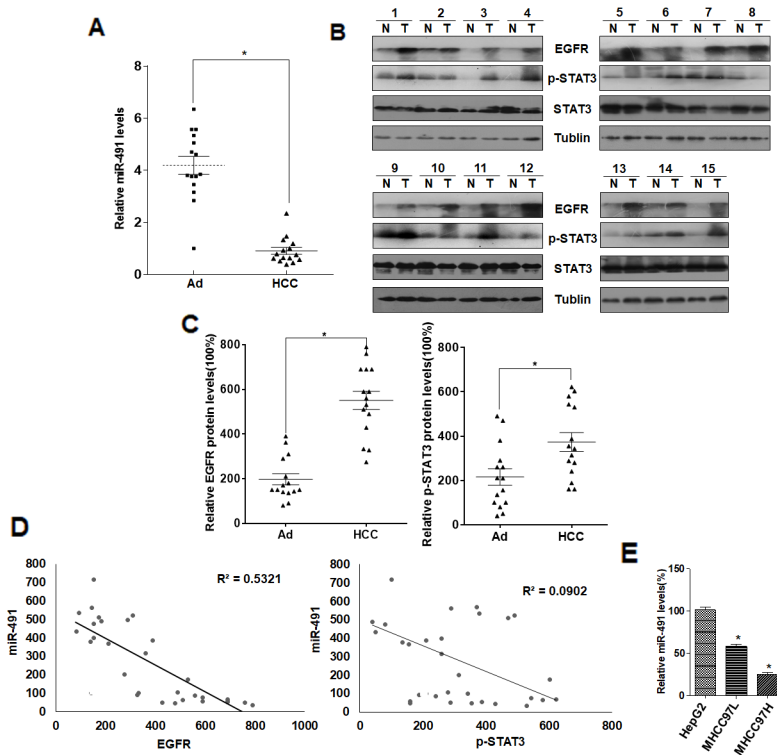 A
Relative miR-491 levels
8
6
4
2
0
*
Ad
HCC
B
1 2 3 4
N T N T N T N T
5 6 7 8
N T N T N T N T
EGFR
p-STAT3
STAT3
Tublin
9 10 11 12
N T N T N T N T
13 14 15
N T N T N T
EGFR
p-STAT3
STAT3
Tublin
C
Relative EGFR protein levels(100%)
800
600
400
200
0
*
Ad
HCC
Relative p-STAT3 protein levels(100%)
800
600
400
200
0
*
Ad
HCC
D
miR-491
800
700
600
500
400
300
200
100
0
R² = 0.5321
0 200 400 600 800 1000
EGFR
miR-491
800
700
600
500
400
300
200
100
0
R² = 0.0902
0 200 400 600 800
p-STAT3
E
Relative miR-491 levels(%)
150
100
50
0
*
*
HepG2
MHCC97L
MHCC97H